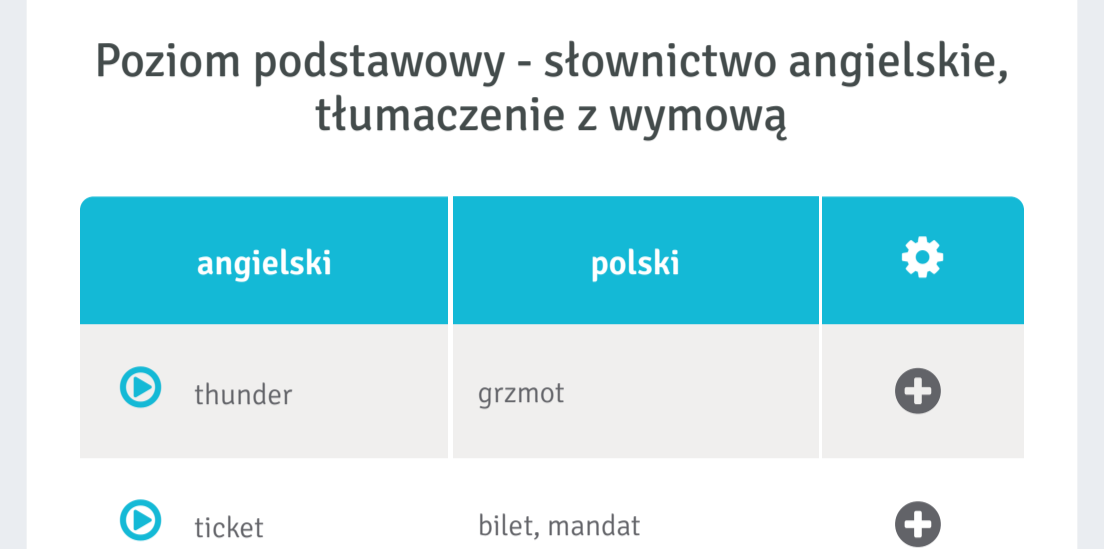 Poziom podstawowy - słownictwo angielskie,
tłumaczenie z wymową
angielski polski
thunder grzmot
ticket bilet, mandat